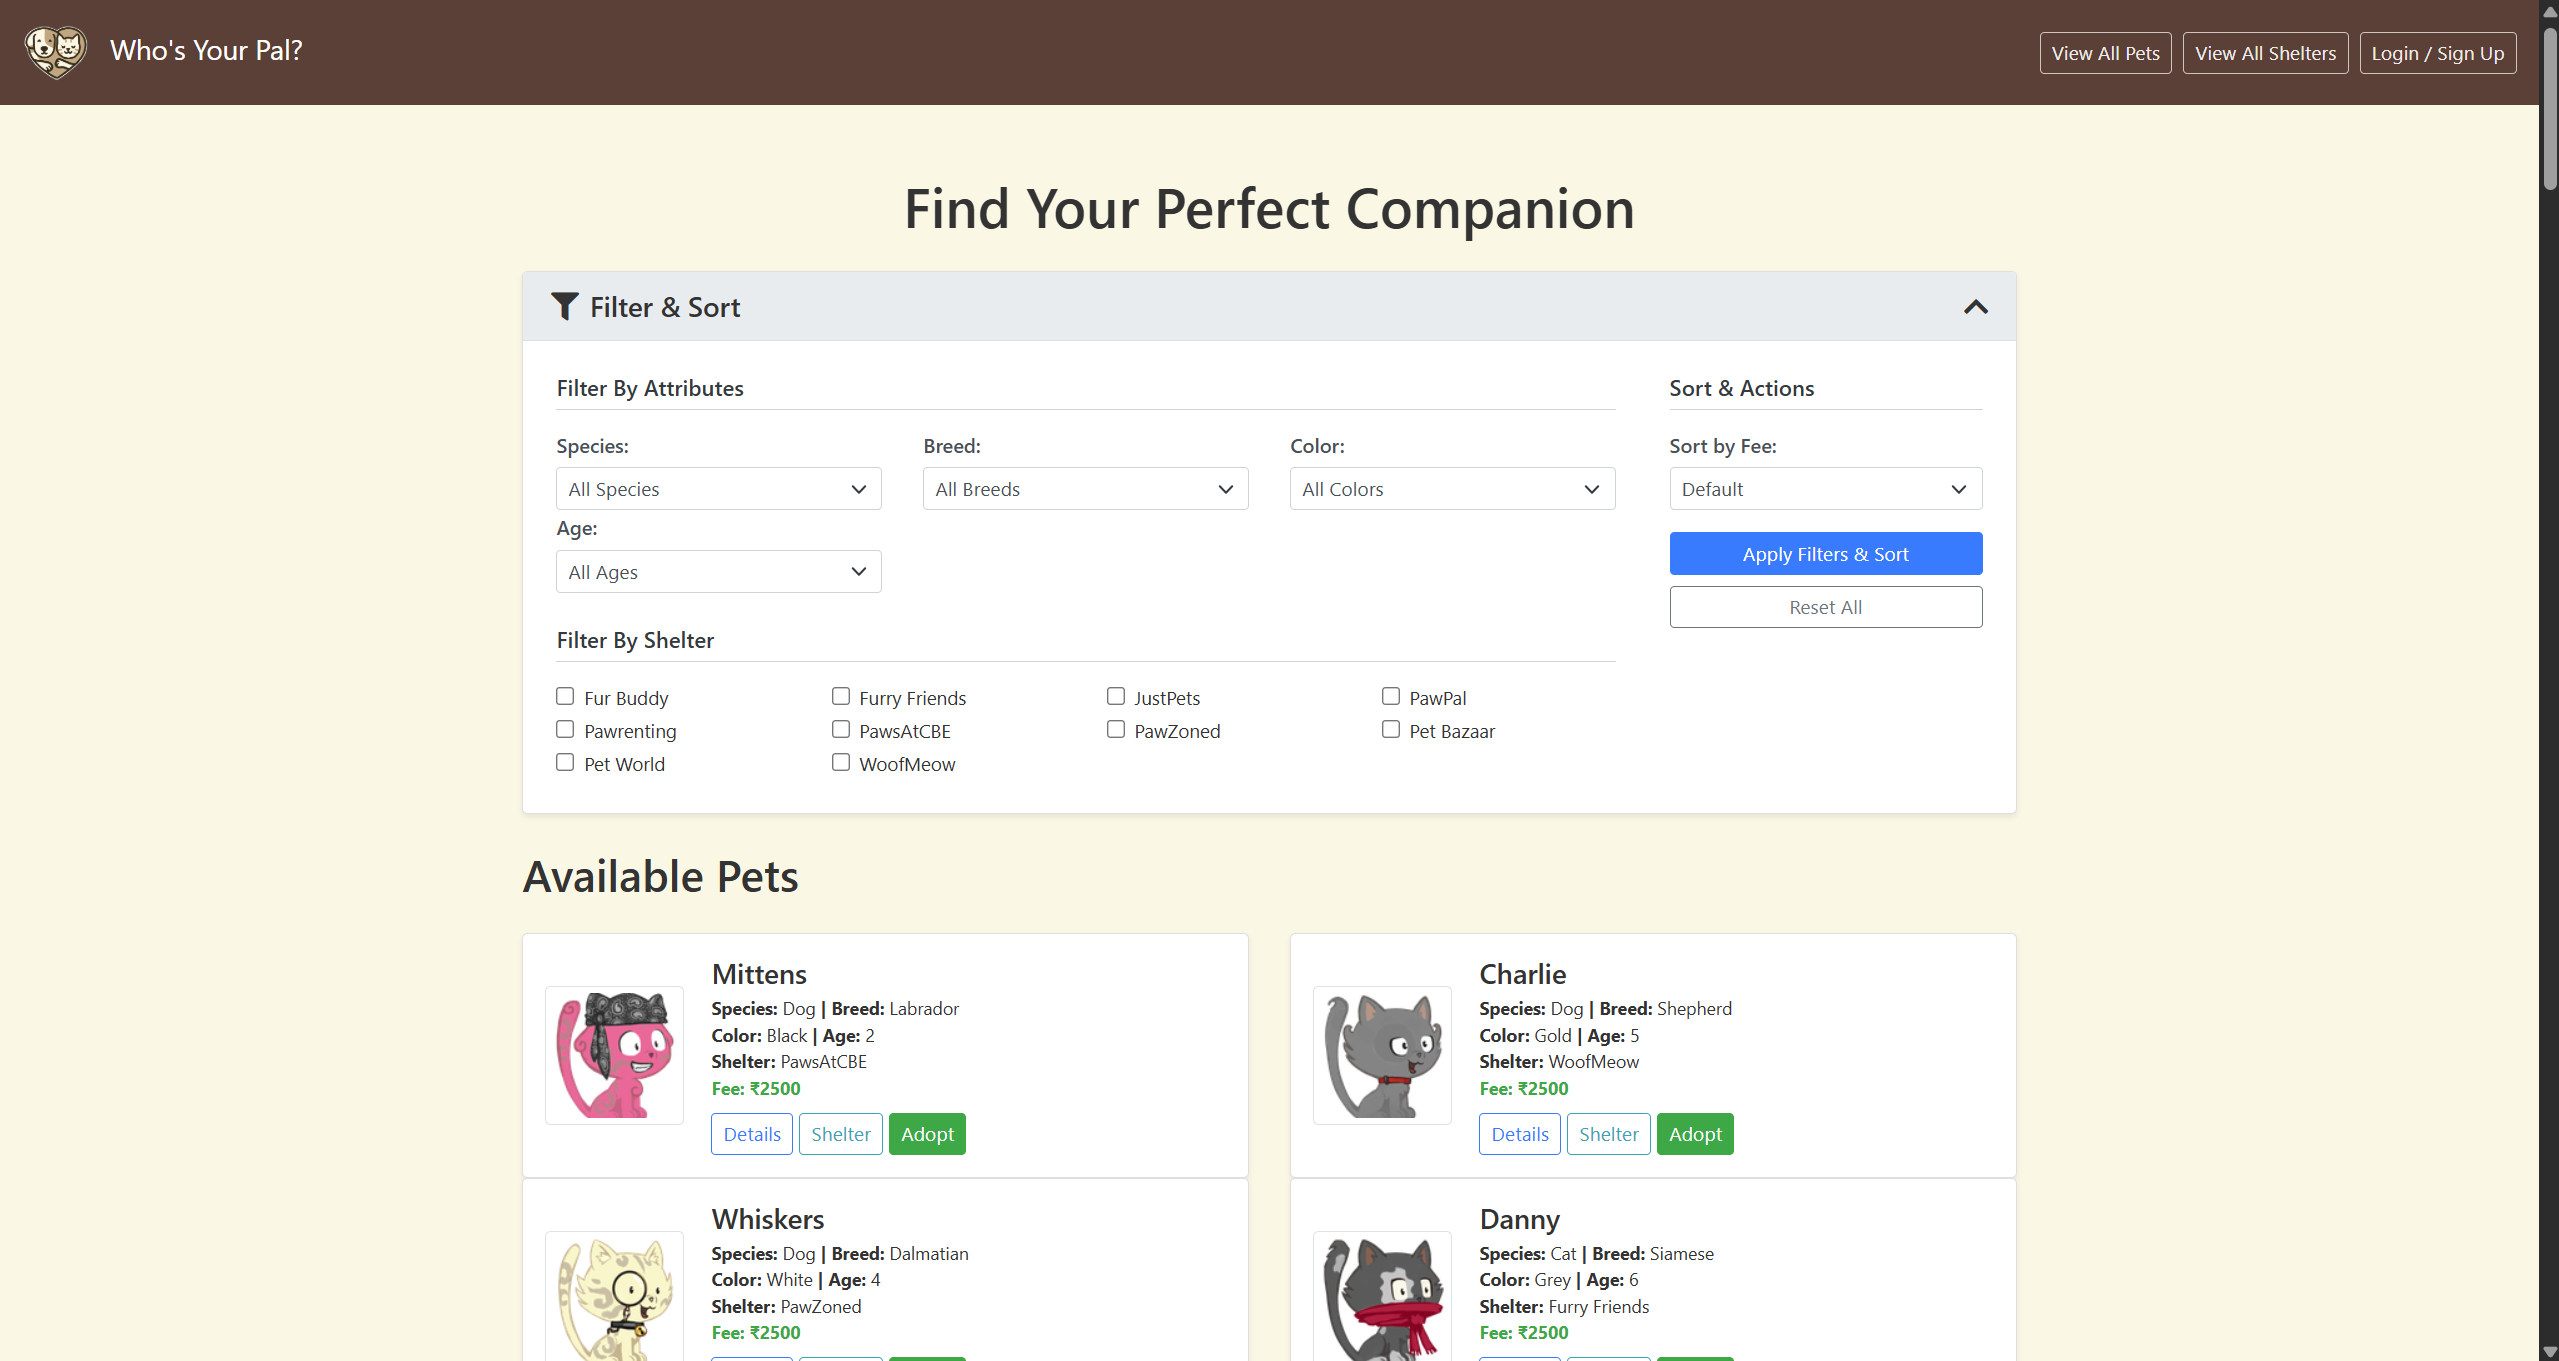 Who's Your Pal?
View All Pets
View All Shelters
Login / Sign Up
Find Your Perfect Companion
Filter & Sort
Filter By Attributes
Sort & Actions
Species:
Breed:
Color:
Sort by Fee:
All Species
All Breeds
All Colors
Default
Age:
All Ages
Apply Filters & Sort
Reset All
Filter By Shelter
Fur Buddy
Furry Friends
JustPets
PawPal
Pawrenting
PawsAtCBE
PawZoned
Pet Bazaar
Pet World
WoofMeow
Available Pets
Mittens
Species: Dog | Breed: Labrador
Color: Black | Age: 2
Shelter: PawsAtCBE
Fee: ₹2500
Details
Shelter
Adopt
Charlie
Species: Dog | Breed: Shepherd
Color: Gold | Age: 5
Shelter: WoofMeow
Fee: ₹2500
Details
Shelter
Adopt
Whiskers
Species: Dog | Breed: Dalmatian
Color: White | Age: 4
Shelter: PawZoned
Fee: ₹2500
Danny
Species: Cat | Breed: Siamese
Color: Grey | Age: 6
Shelter: Furry Friends
Fee: ₹2500